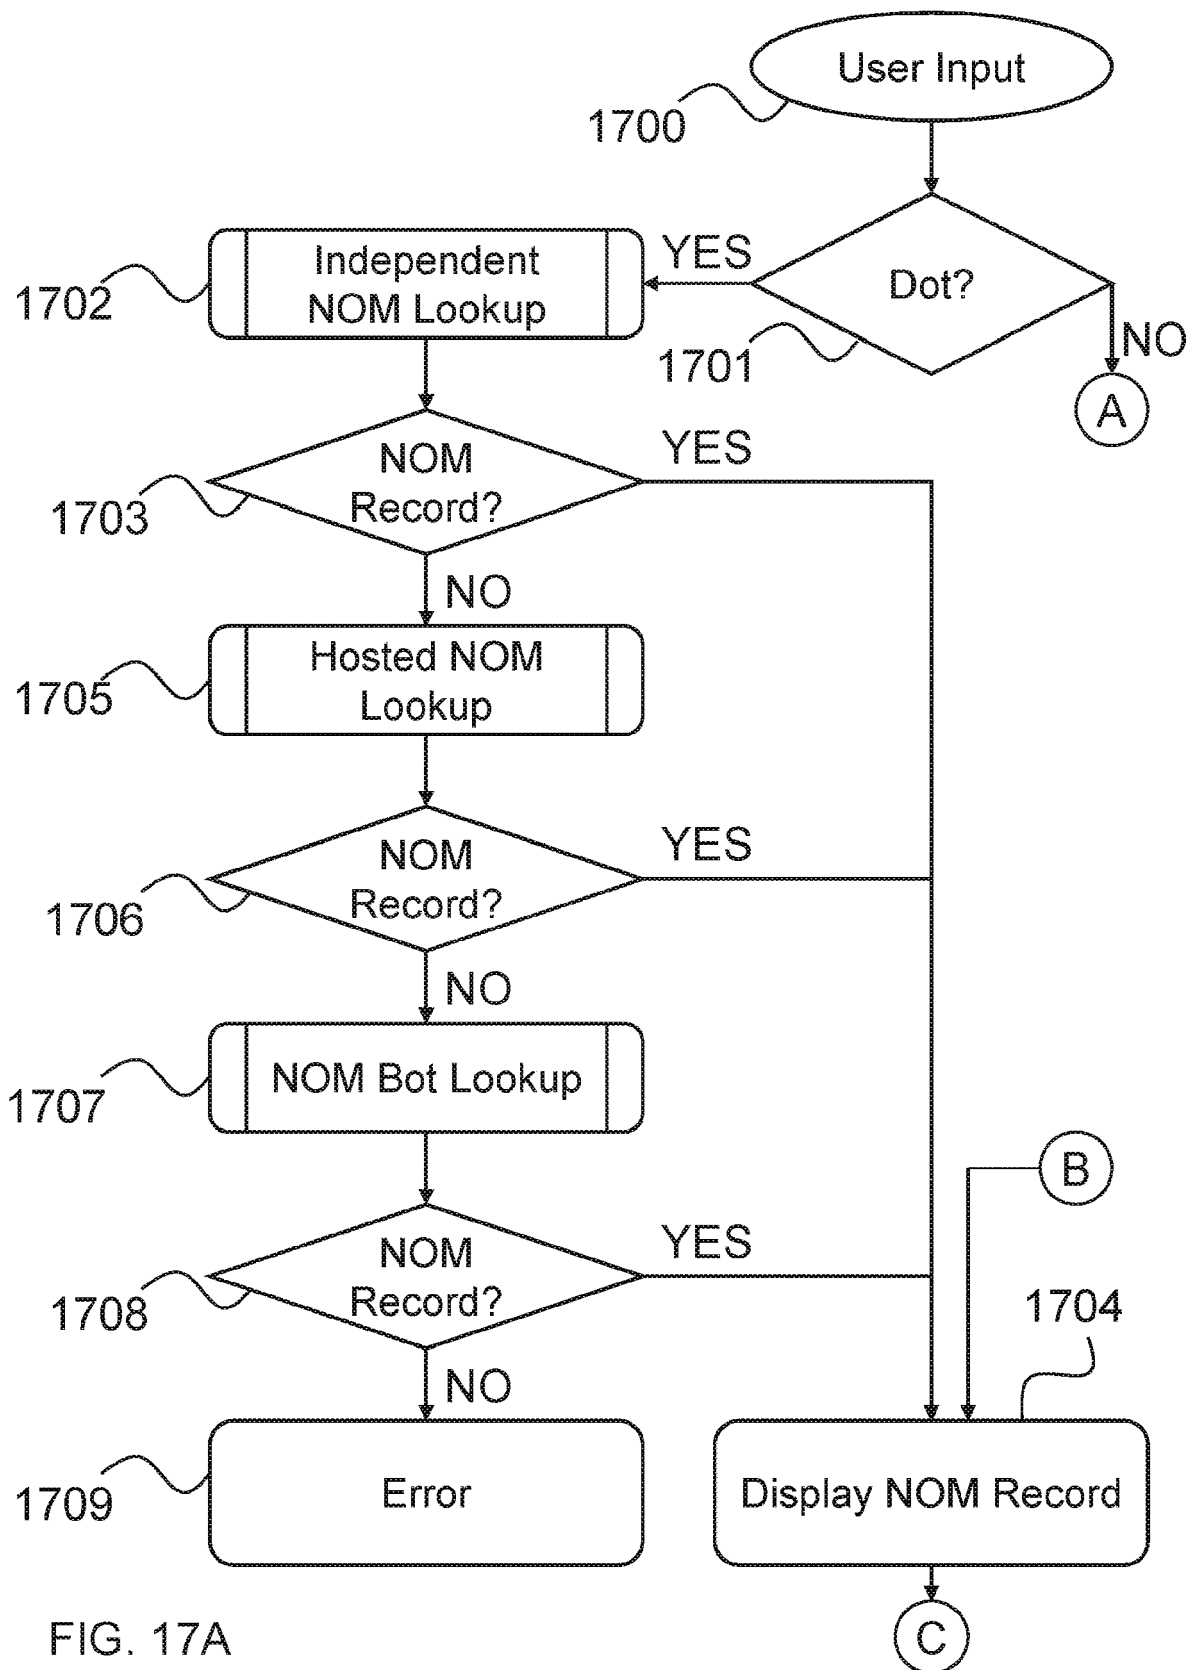 User Input
1700
Independent
NOM Lookup
YES
Dot?
1702
1701
NO
A
NOM
Record?
YES
1703
NO
Hosted NOM
Lookup
1705
NOM
Record?
YES
1706
NO
NOM Bot Lookup
1707
B
NOM
Record?
YES
1708
1704
NO
Error
Display NOM Record
1709
FIG. 17A
C